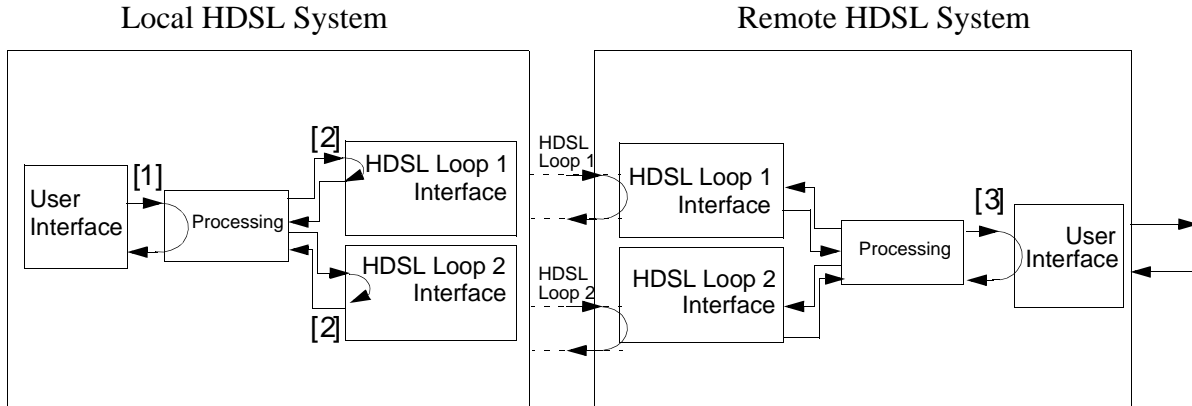 Local HDSL System
Remote HDSL System
[1]
User
Interface
Processing
[2]
HDSL Loop 1
Interface
HDSL Loop 2
Interface
[2]
HDSL
Loop 1
HDSL
Loop 2
HDSL Loop 1
Interface
HDSL Loop 2
Interface
Processing
[3]
User
Interface